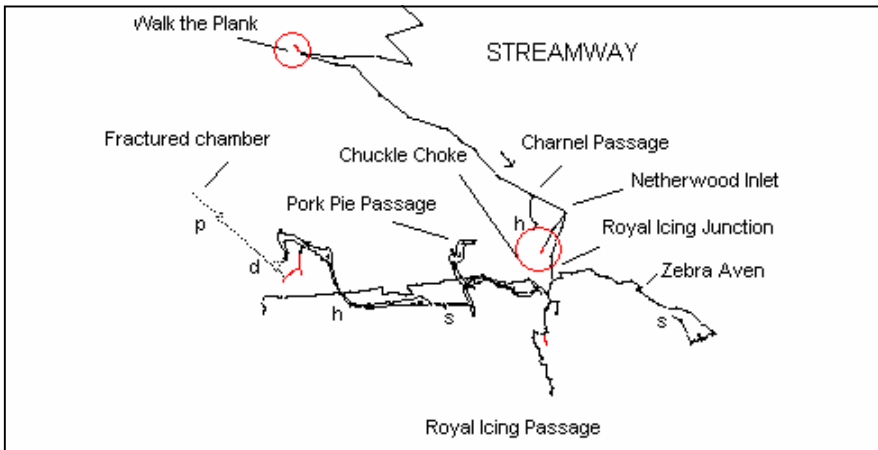 Walk the Plank
STREAMWAY
Fractured chamber
Chuckle Choke
Charnel Passage
Netherwood Inlet
p
Pork Pie Passage
h
Royal Icing Junction
d
Zebra Aven
h
s
s
Royal Icing Passage